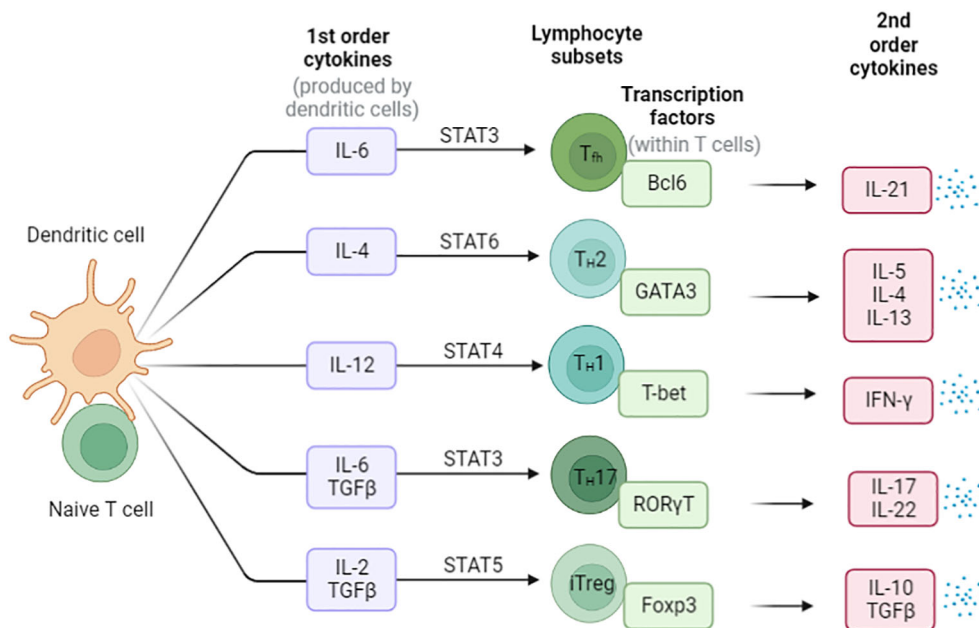 1st order
cytokines
(produced by
dendritic cells)
Lymphocyte
subsets
Transcription
factors
(within T cells)
2nd
order
cytokines
Dendritic cell
Naive T cell
IL-6
STAT3
Tfh
Bcl6
IL-21
IL-4
STAT6
TH2
GATA3
IL-5
IL-4
IL-13
IL-12
STAT4
TH1
T-bet
IFN-γ
IL-6
TGFβ
STAT3
TH17
RORγT
IL-17
IL-22
IL-2
TGFβ
STAT5
iTreg
Foxp3
IL-10
TGFβ